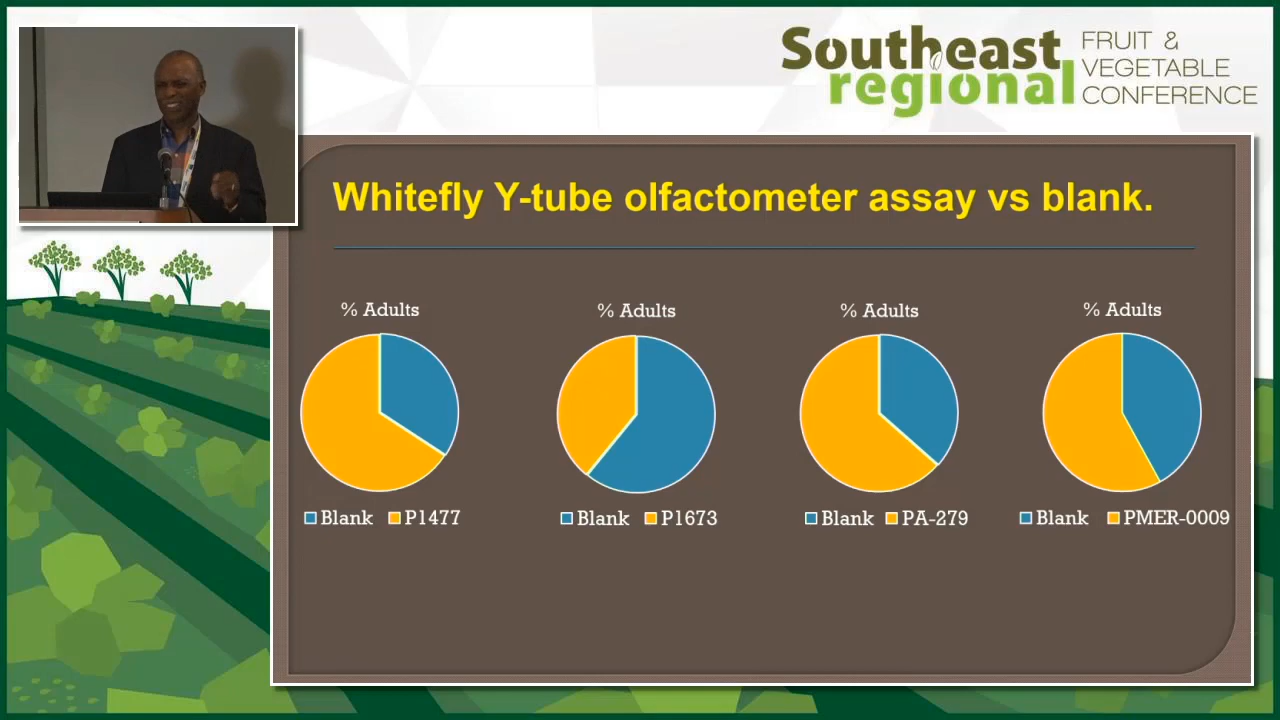 Southeast
regional
FRUIT &
VEGETABLE
CONFERENCE
Whitefly Y-tube olfactometer assay vs blank.
% Adults
Blank P1477
% Adults
Blank P1673
% Adults
Blank PA-279
% Adults
Blank PMER-0009